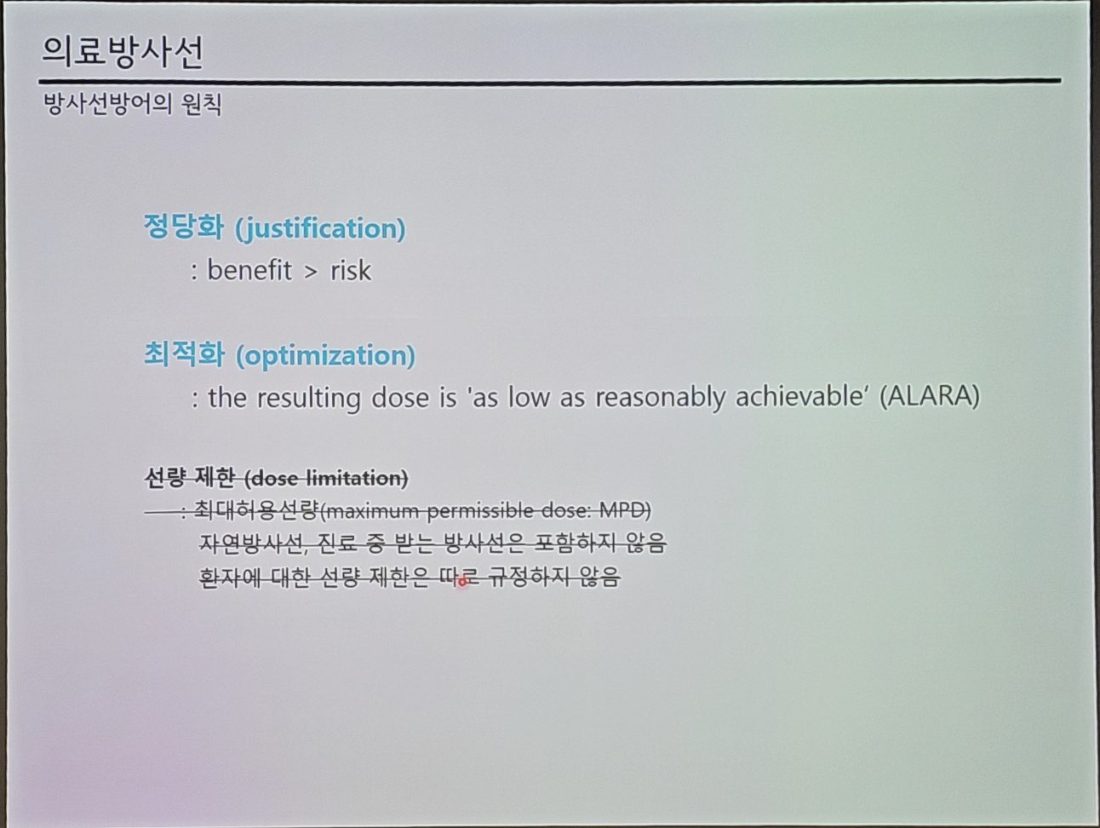 의료방사선
방사선방어의 원칙
정당화 (justification)
: benefit > risk
최적화 (optimization)
: the resulting dose is 'as low as reasonably achievable’ (ALARA)
선량 제한 (dose limitation)
: 최대허용선량(maximum permissible dose: MPD)
자연방사선, 진료 중 받는 방사선은 포함하지 않음
환자에 대한 선량 제한은 따로 규정하지 않음